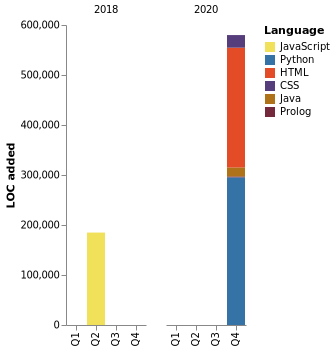 2018
2020
Language
JavaScript
Python
HTML
CSS
Java
Prolog
LOC added
600,000
500,000
400,000
300,000
200,000
100,000
0
Q1
Q2
Q3
Q4
Q1
Q2
Q3
Q4